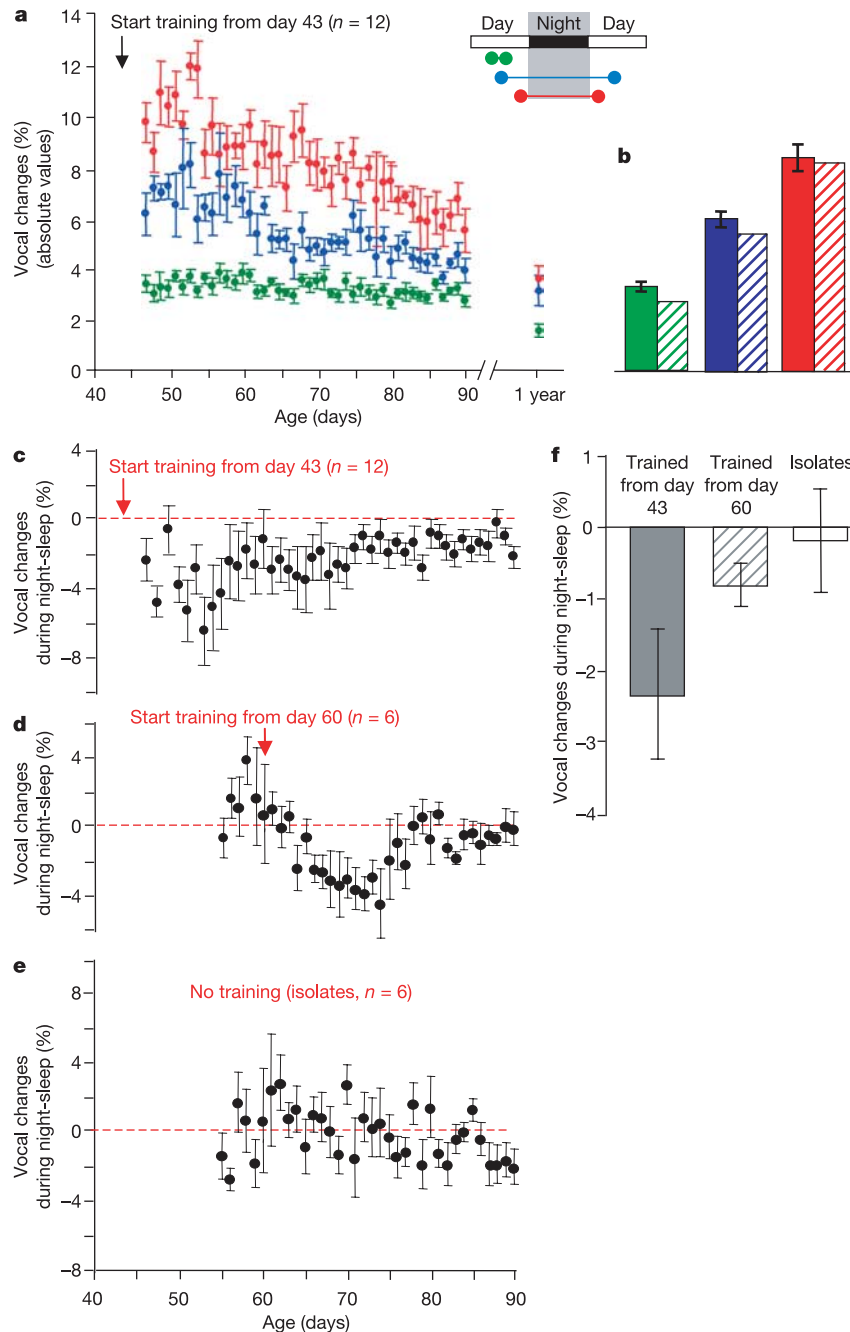 a
Start training from day 43 (n = 12)
Day Night Day
14
12
10
8
6
4
2
0
Vocal changes (%)
(absolute values)
40 50 60 70 80 90 1 year
Age (days)
b
c
Start training from day 43 (n = 12)
4
0
−4
−8
Vocal changes
during night-sleep (%)
d
Start training from day 60 (n = 6)
4
0
−4
Vocal changes
during night-sleep (%)
e
No training (isolates, n = 6)
8
4
0
−4
−8
Vocal changes
during night-sleep (%)
40 50 60 70 80 90
Age (days)
f
Trained Trained Isolates
from day from day
43 60
1
0
−1
−2
−3
−4
Vocal changes during night-sleep (%)